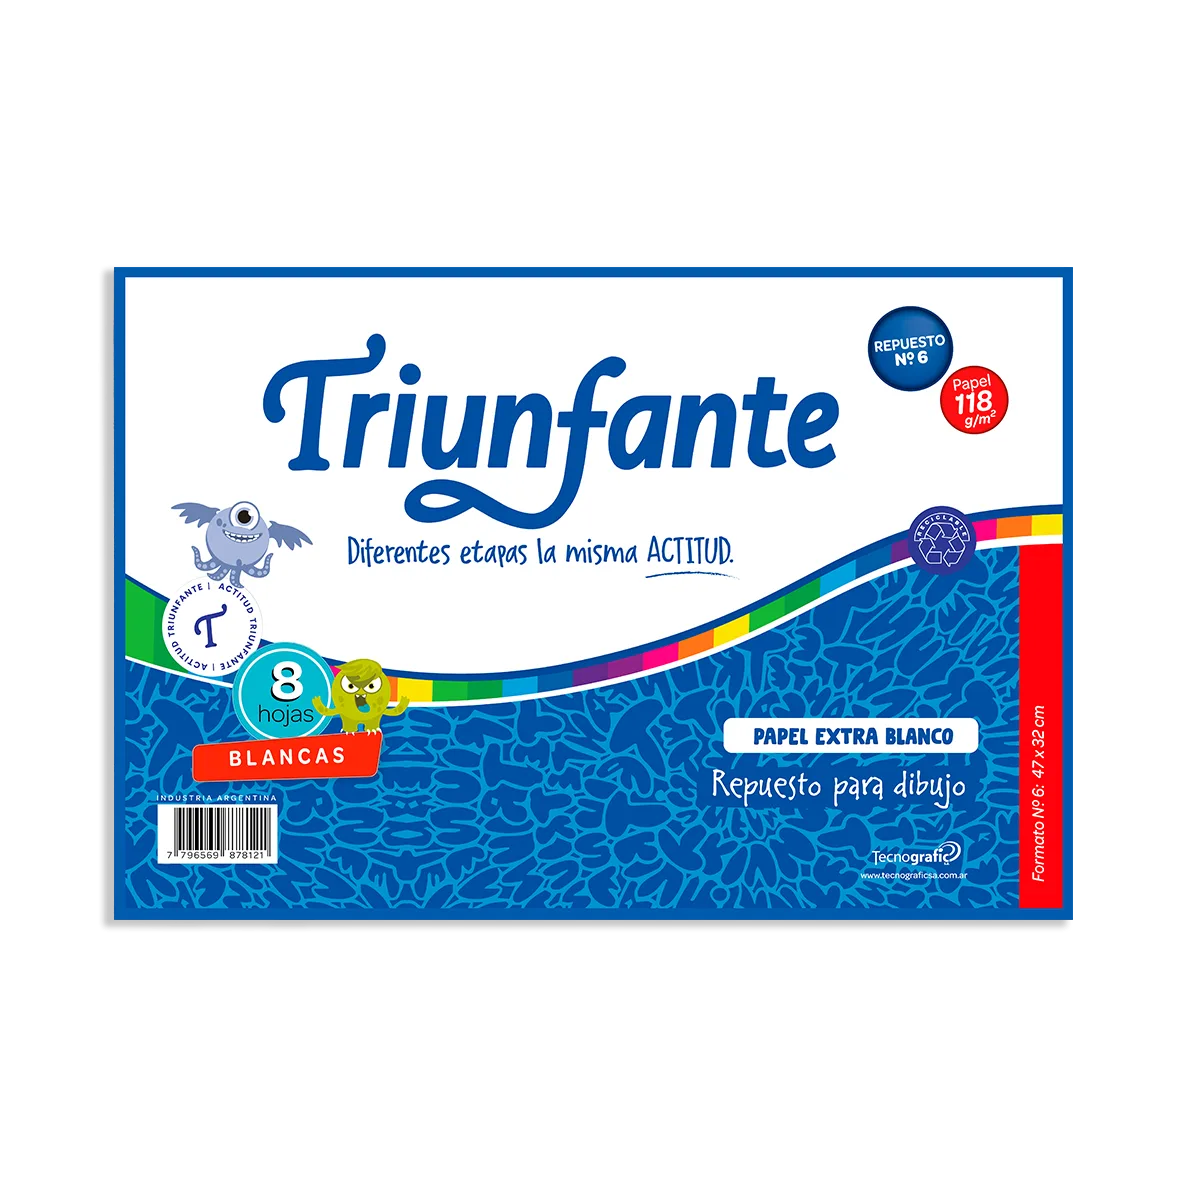 REPUESTO
Nº 6
Papel
118
g/m²
Triunfante
Diferentes etapas la misma ACTITUD.
RECICLABLE
ACTITUD TRIUNFANTE | ACTITUD TRIUNFANTE |
T
8
hojas
BLANCAS
PAPEL EXTRA BLANCO
Repuesto para dibujo
INDUSTRIA ARGENTINA
7 796569 878121
Tecnografic
www.tecnograficsa.com.ar
Formato Nº 6: 47 x 32 cm